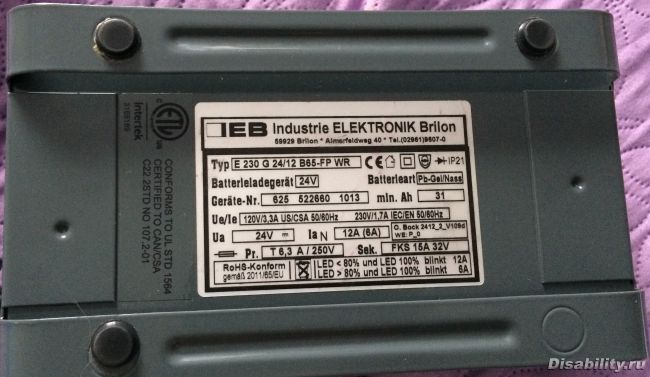 IEB Industrie ELEKTRONIK Brilon
59929 Brilon * Almerfeldweg 40 * Tel.(02961)9607-0
Typ E 230 G 24/12 B65-FP WR CE IP21
Batterieladegerät 24V Batterieart Pb-Gel/Nass
Geräte-Nr. 625 522660 1013 min. Ah 31
Ue/Ie 120V/3,3A US/CSA 50/60Hz 230V/1,7A IEC/EN 50/60Hz
Ua 24V Ia N 12A (6A) O. Bock 2412_2_V109d
WE: P_0
Pr. T 6,3 A / 250V Sek. FKS 15A 32V
RoHS-Konform
gemäß 2011/65/EU
LED < 80% und LED 100% blinkt 12A
LED > 80% und LED 100% blinkt 6A
C ETL US
Intertek
3188189
CONFORMS TO UL STD 1564
CERTIFIED TO CAN/CSA
C22.2STD NO 107.2-01
Disability.ru